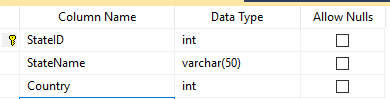 Column Name Data Type Allow Nulls
StateID int
StateName varchar(50)
Country int